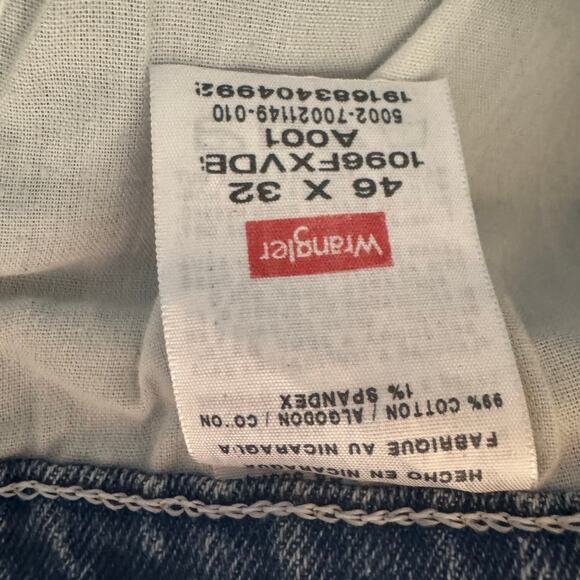 HECHO EN NICARAGUA
FABRIQUE AU NICARAGUA
99% COTTON / ALGODON /
1% SPANDEX
Wrangler
46 X 32
1096FXVDE
A001
5002-70021149-010
191683404992